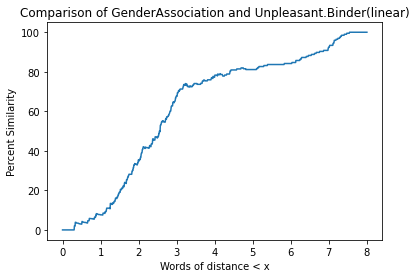 Comparison of GenderAssociation and Unpleasant.Binder(linear)
100
80
60
40
20
0
Percent Similarity
0 1 2 3 4 5 6 7 8
Words of distance < x